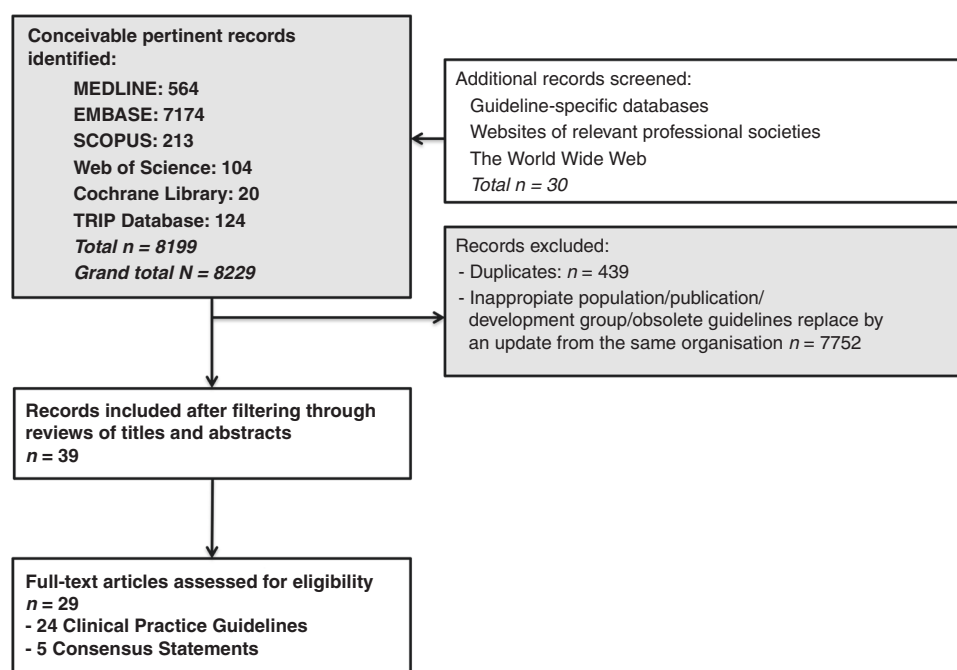 Conceivable pertinent records
identified:
MEDLINE: 564
EMBASE: 7174
SCOPUS: 213
Web of Science: 104
Cochrane Library: 20
TRIP Database: 124
Total n = 8199
Grand total N = 8229
Additional records screened:
Guideline-specific databases
Websites of relevant professional societies
The World Wide Web
Total n = 30
Records excluded:
- Duplicates: n = 439
- Inappropiate population/publication/
development group/obsolete guidelines replace by
an update from the same organisation n = 7752
Records included after filtering through
reviews of titles and abstracts
n = 39
Full-text articles assessed for eligibility
n = 29
- 24 Clinical Practice Guidelines
- 5 Consensus Statements